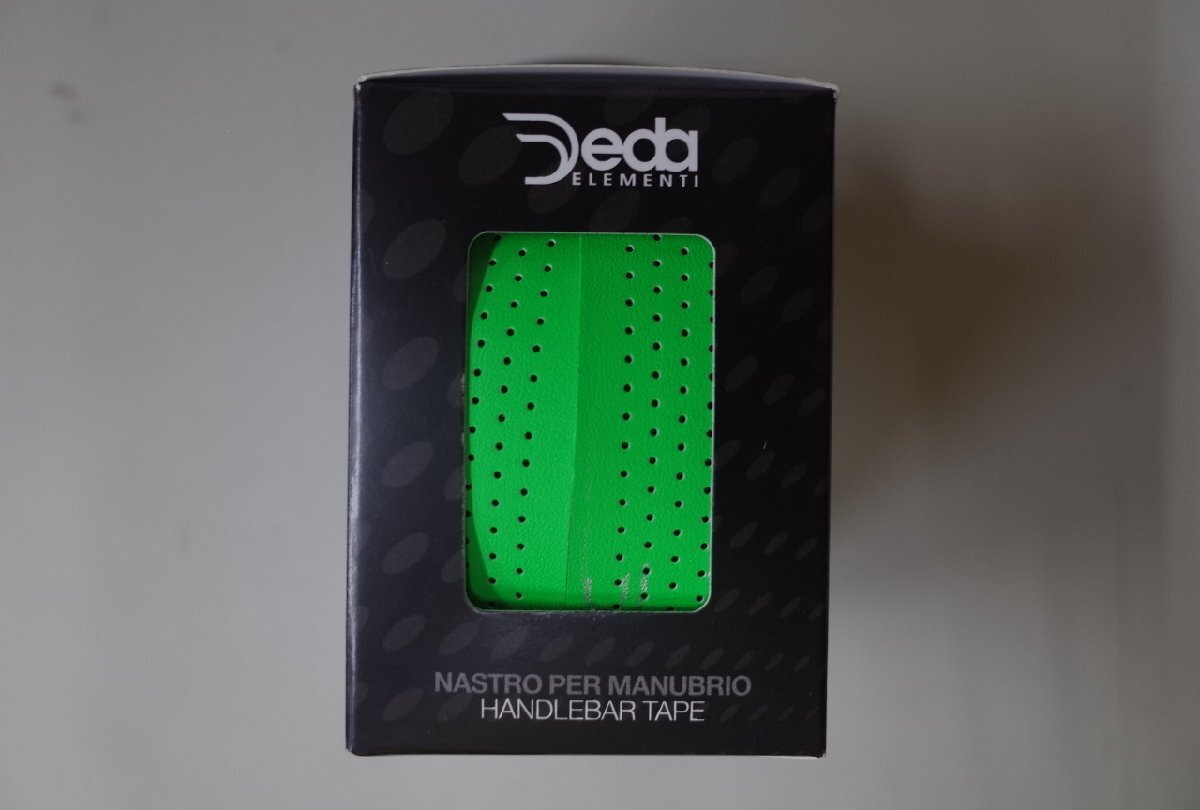 Deda
ELEMENTI
NASTRO PER MANUBRIO
HANDLEBAR TAPE